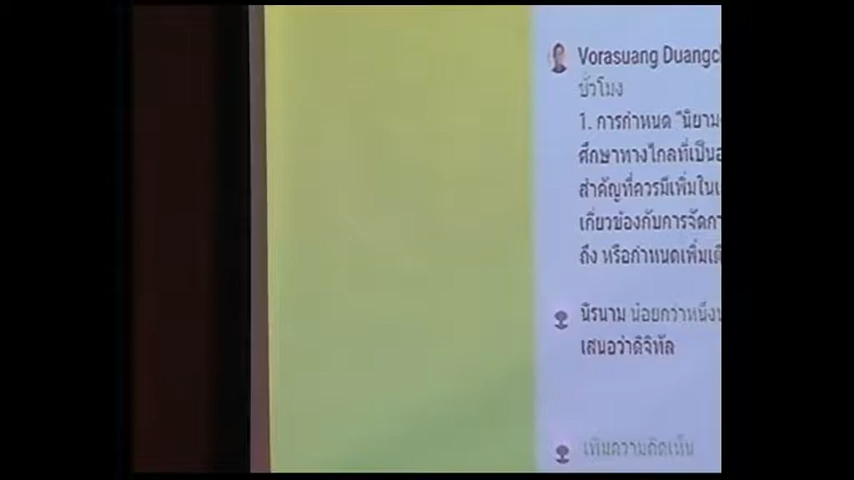 Vorasuang Duangc
ชั่วโมง
1. การกำหนด "นิยาม
ศึกษาทางไกลที่เป็น
สำคัญที่ควรมีเพิ่มใน
เกี่ยวข้องกับการจัดกา
ถึง หรือกำหนดเพิ่มเติ
นิรนาม น้อยกว่าหนึ่ง
เสนอว่าดิจิทัล
เพิ่มความคิดเห็น